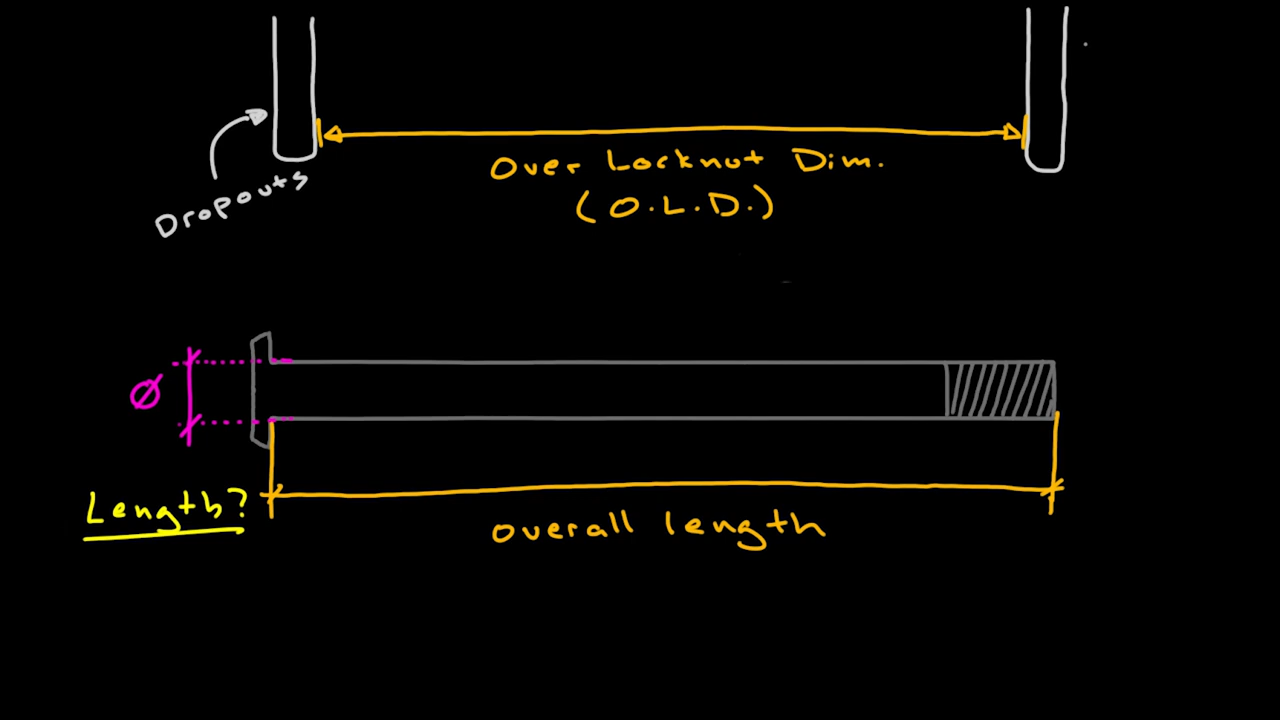 Dropouts
Over Locknut Dim.
(O.L.D.)
Ø
Length?
overall length